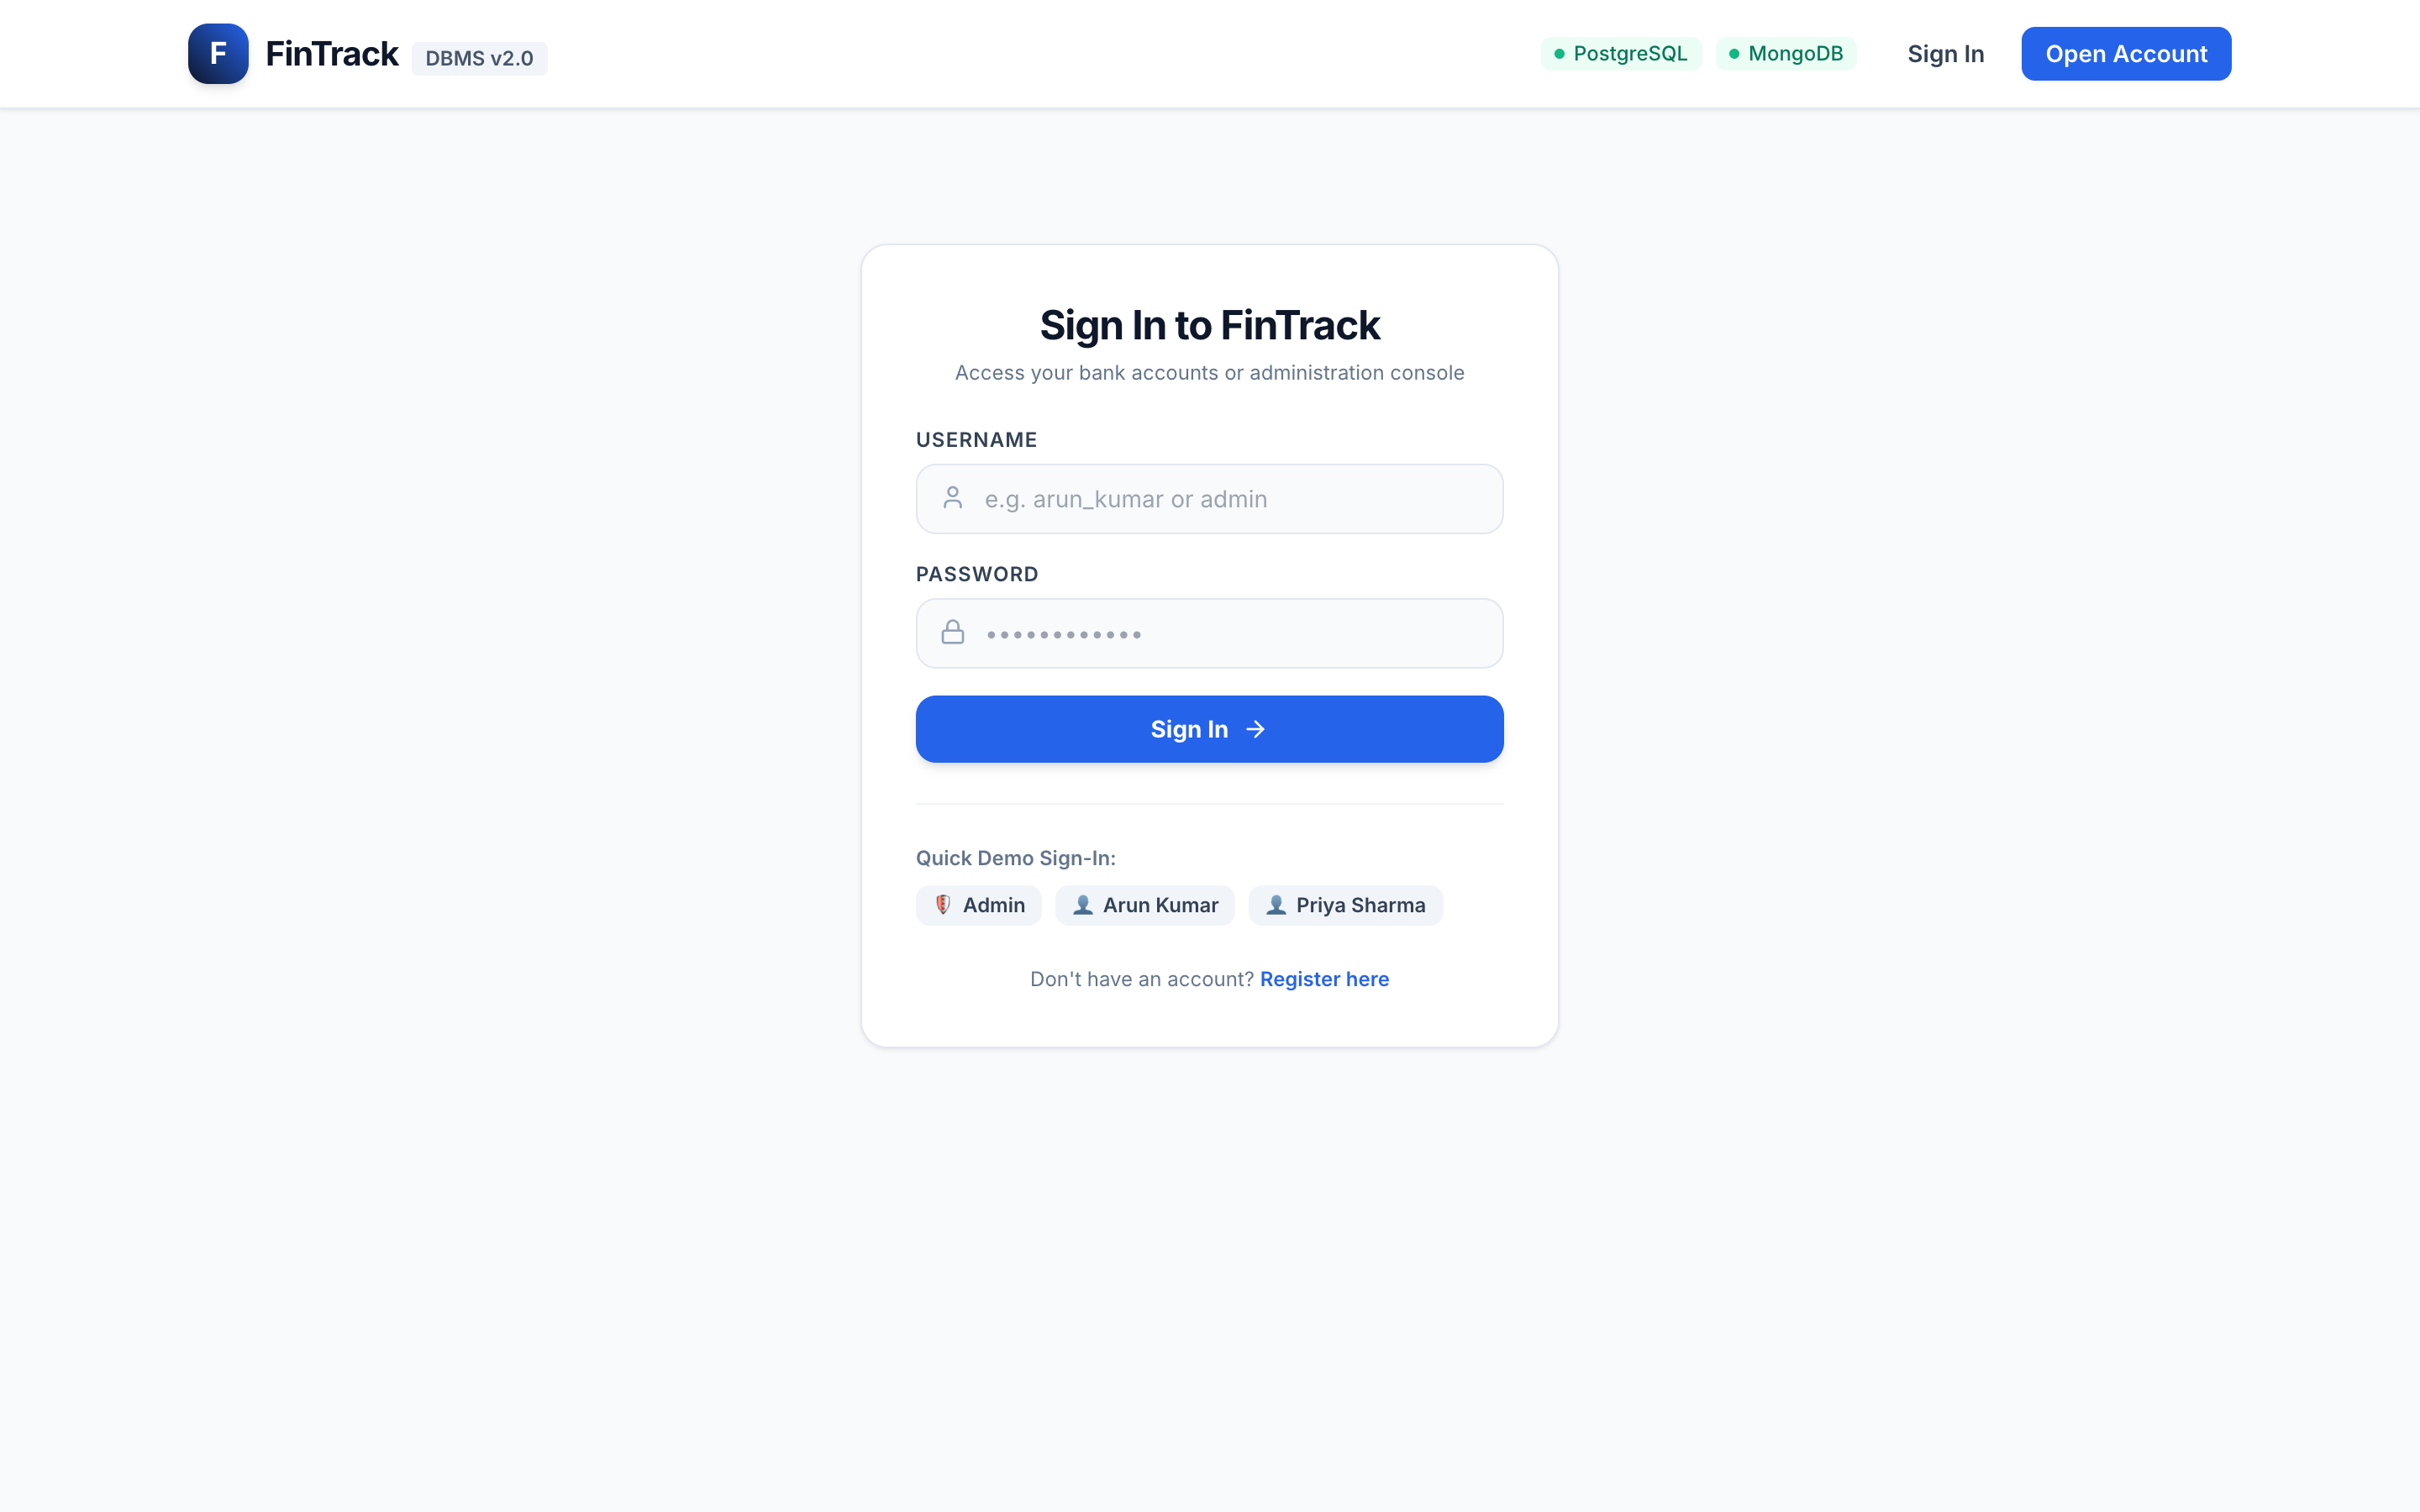 F FinTrack DBMS v2.0 PostgreSQL MongoDB Sign In Open Account
Sign In to FinTrack
Access your bank accounts or administration console
USERNAME
e.g. arun_kumar or admin
PASSWORD
••••••••••••
Sign In →
Quick Demo Sign-In:
Admin Arun Kumar Priya Sharma
Don't have an account? Register here